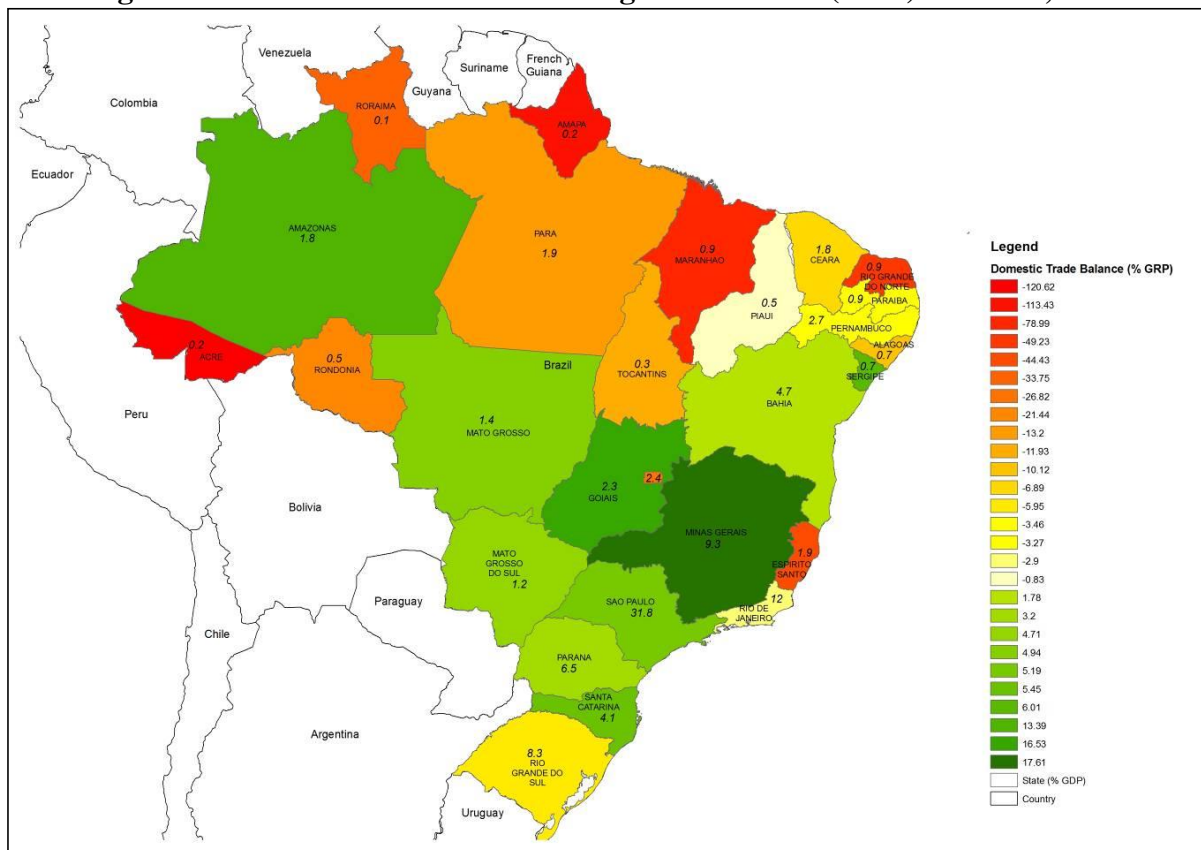 Venezuela
Suriname
French
Guiana
Guyana
Colombia
Ecuador
Peru
Bolivia
Paraguay
Chile
Argentina
Uruguay
Brazil
RORAIMA
0.1
AMAPA
0.2
AMAZONAS
1.8
PARA
1.9
0.9
MARANHAO
1.8
CEARA
0.9
RIO GRANDE
DO NORTE
0.9
PARAIBA
0.5
PIAUI
2.7
PERNAMBUCO
ALAGOAS
0.7
0.7
SERGIPE
0.2
ACRE
0.5
RONDONIA
0.3
TOCANTINS
4.7
BAHIA
1.4
MATO GROSSO
2.4
2.3
GOIAIS
MINAS GERAIS
9.3
1.9
ESPIRITO
SANTO
MATO
GROSSO
DO SUL
1.2
SAO PAULO
31.8
12
RIO DE
JANEIRO
PARANA
6.5
SANTA
CATARINA
4.1
8.3
RIO
GRANDE DO
SUL
Legend
Domestic Trade Balance (% GRP)
-120.62
-113.43
-78.99
-49.23
-44.43
-33.75
-26.82
-21.44
-13.2
-11.93
-10.12
-6.89
-5.95
-3.46
-3.27
-2.9
-0.83
1.78
3.2
4.71
4.94
5.19
5.45
6.01
13.39
16.53
17.61
State (% GDP)
Country